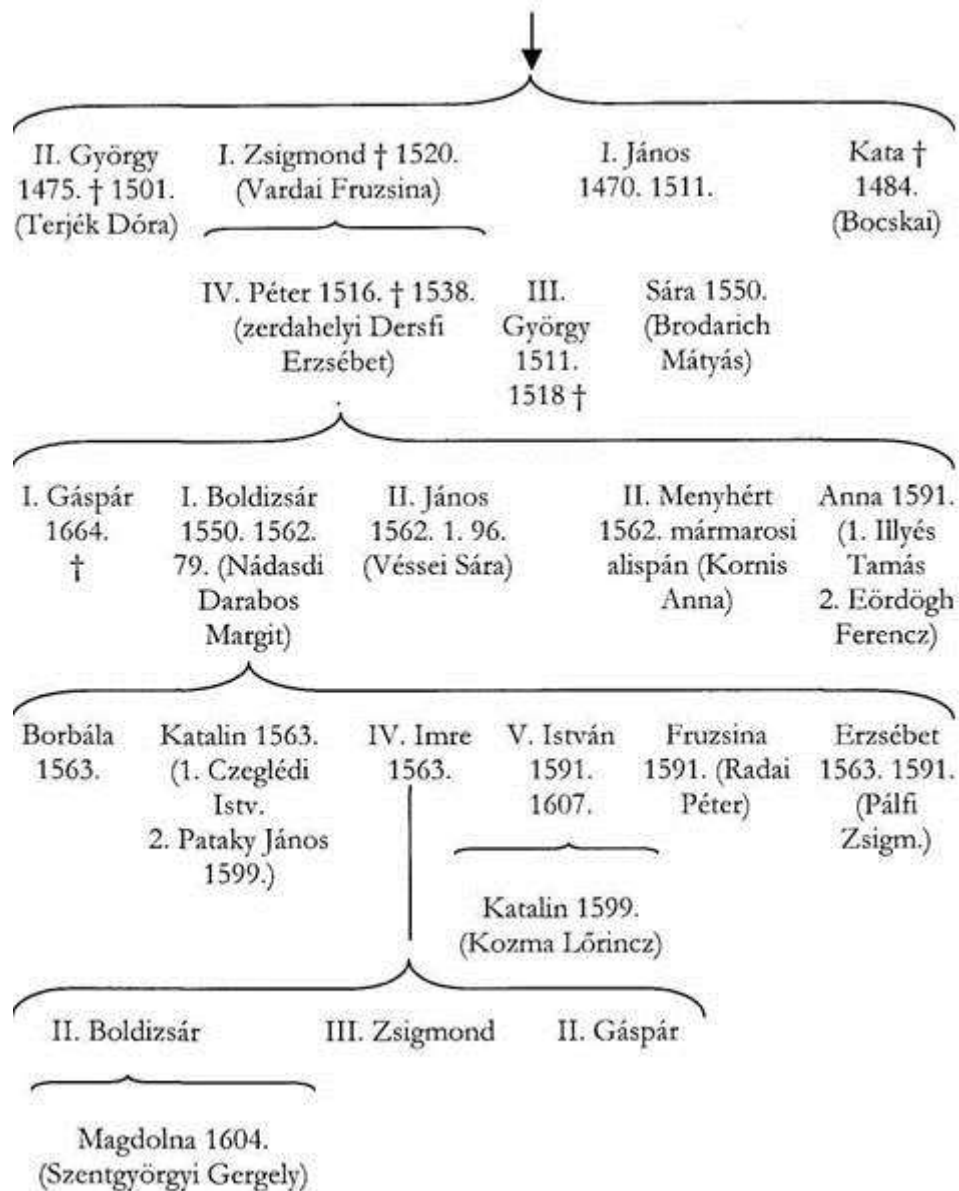 II. György
1475. † 1501.
(Terjék Dóra)
I. Zsigmond † 1520.
(Vardai Fruzsina)
I. János
1470. 1511.
Kata †
1484.
(Bocskai)
IV. Péter 1516. † 1538.
(zerdahelyi Dersfi
Erzsébet)
III.
György
1511.
1518 †
Sára 1550.
(Brodarich
Mátyás)
I. Gáspár
1664.
†
I. Boldizsár
1550. 1562.
79. (Nádasdi
Darabos
Margit)
II. János
1562. 1. 96.
(Véssei Sára)
II. Menyhért
1562. mármarosi
alispán (Kornis
Anna)
Anna 1591.
(1. Illyés
Tamás
2. Eördögh
Ferencz)
Borbála
1563.
Katalin 1563.
(1. Czeglédi
Istv.
2. Pataky János
1599.)
IV. Imre
1563.
V. István
1591.
1607.
Fruzsina
1591. (Radai
Péter)
Erzsébet
1563. 1591.
(Pálfi
Zsigm.)
Katalin 1599.
(Kozma Lőrincz)
II. Boldizsár
III. Zsigmond
II. Gáspár
Magdolna 1604.
(Szentgyörgyi Gergely)